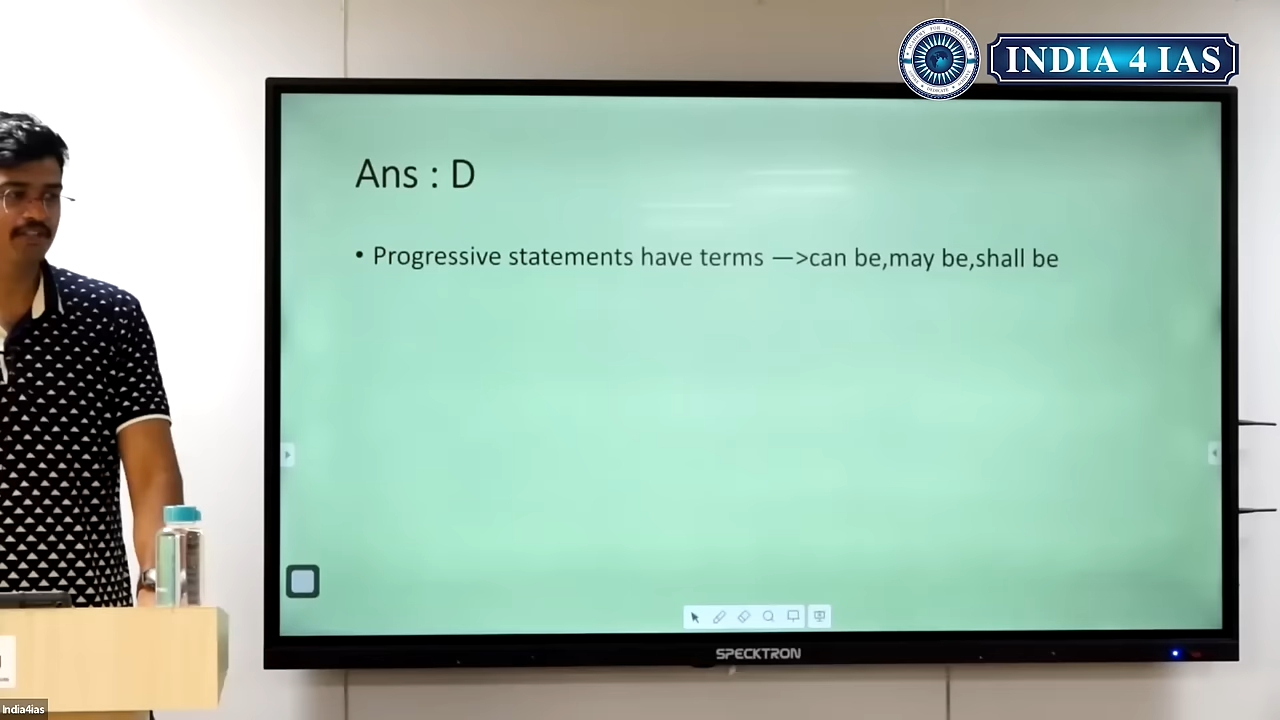 INDIA 4 IAS
Ans : D
• Progressive statements have terms —>can be,may be,shall be
SPECKTRON
India4ias